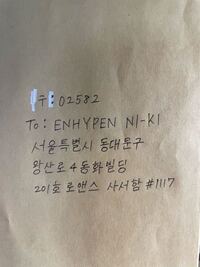 우: 02582
To: ENHYPEN NI-KI
서울특별시 동대문구
왕산로4 동화빌딩
201호 로앤스 사서함 #1117